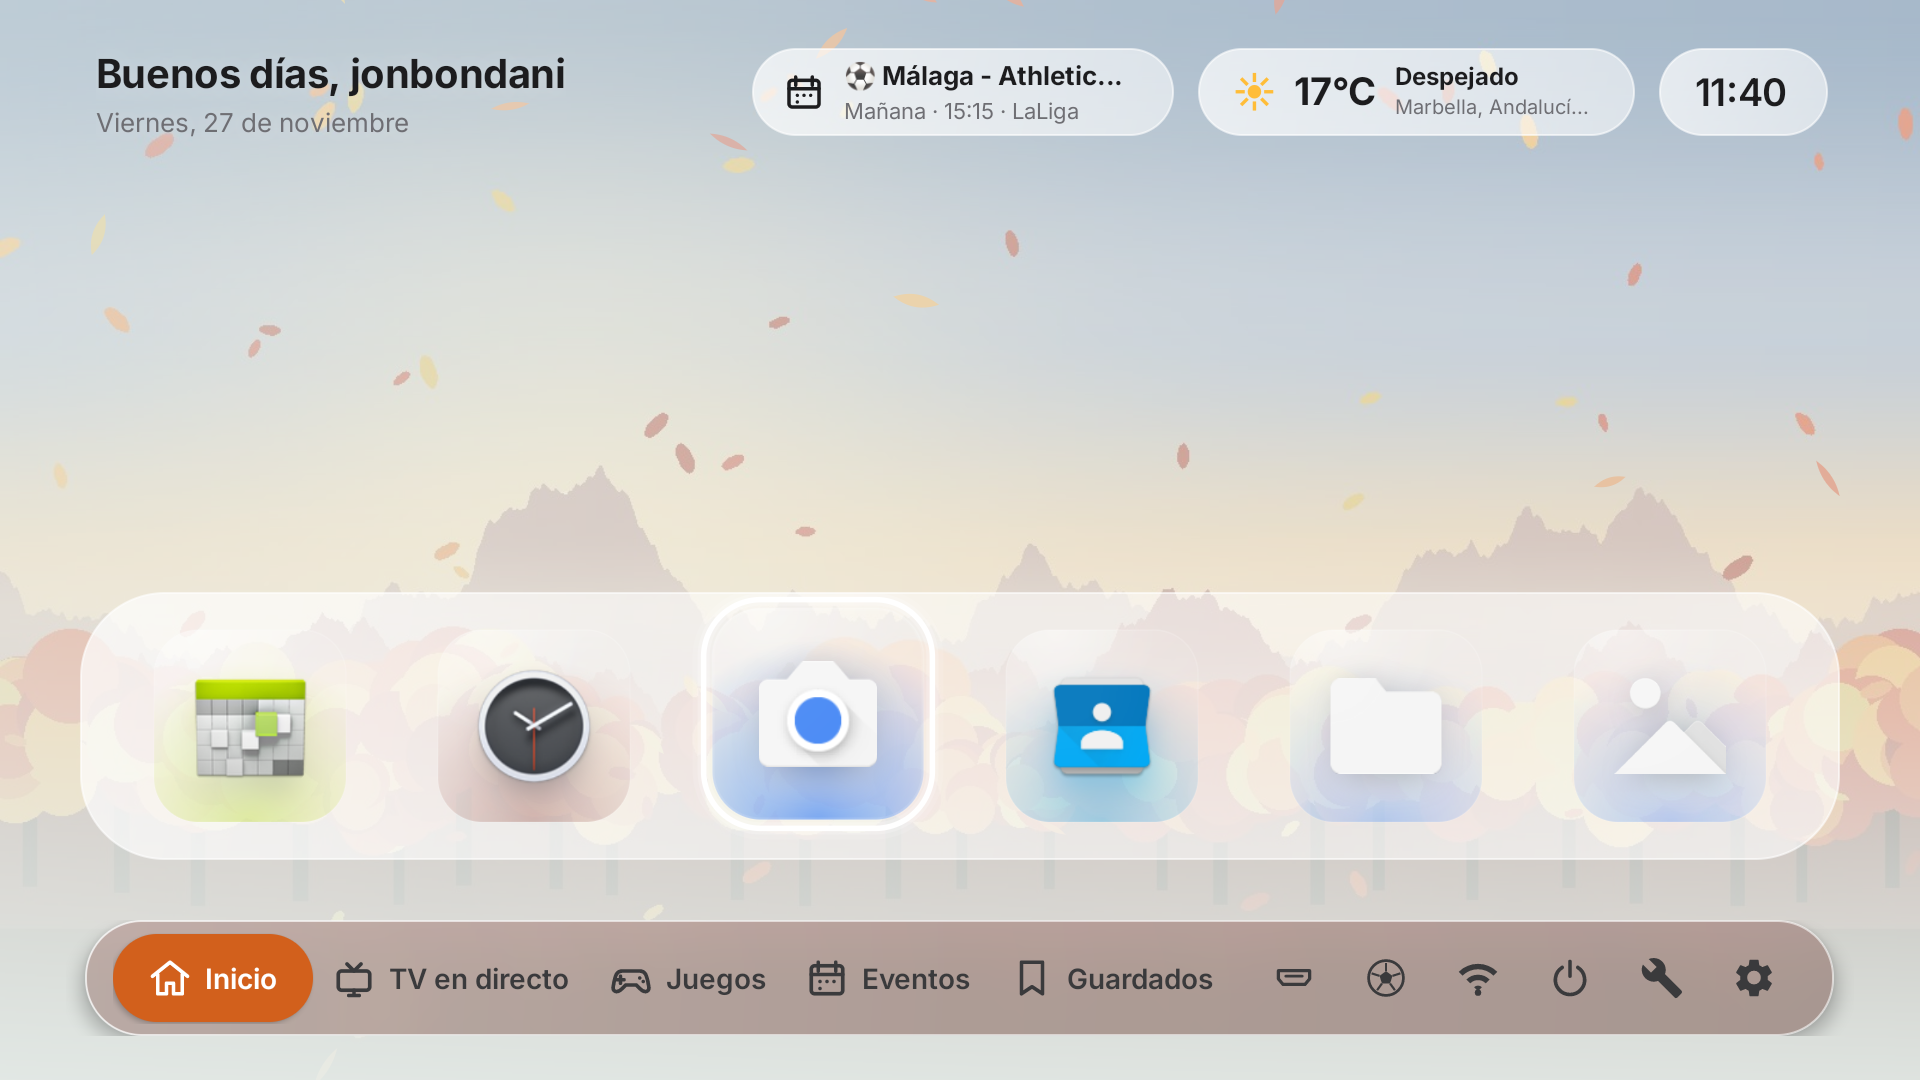 Buenos días, jonbondani
Viernes, 27 de noviembre
⚽ Málaga - Athletic...
Mañana · 15:15 · LaLiga
17°C
Despejado
Marbella, Andalucí...
11:40
Inicio
TV en directo
Juegos
Eventos
Guardados